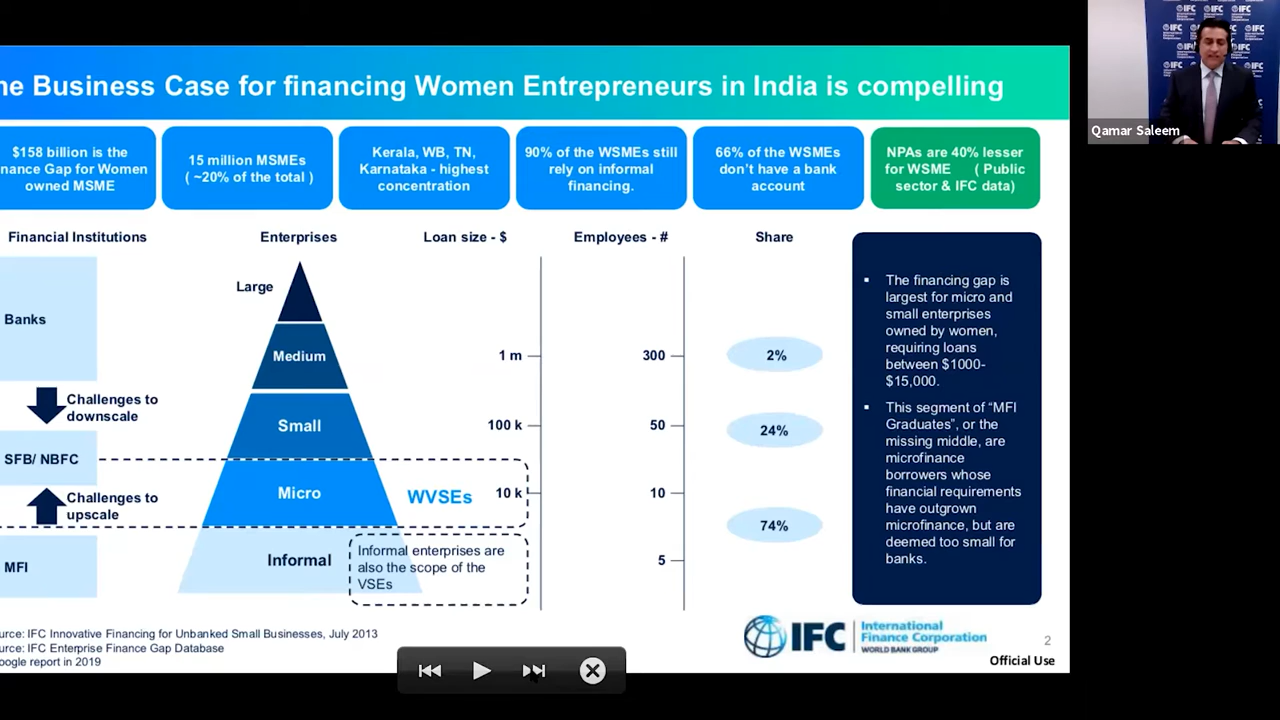 he Business Case for financing Women Entrepreneurs in India is compelling
$158 billion is the
nance Gap for Women
owned MSME
15 million MSMEs
( ~20% of the total )
Kerala, WB, TN,
Karnataka - highest
concentration
90% of the WSMEs still
rely on informal
financing.
66% of the WSMEs
don't have a bank
account
NPAs are 40% lesser
for WSME ( Public
sector & IFC data)
Financial Institutions
Enterprises
Loan size - $
Employees - #
Share
Banks
Challenges to
downscale
SFB/ NBFC
Challenges to
upscale
MFI
Large
Medium
Small
Micro
Informal
WVSEs
Informal enterprises are
also the scope of the
VSEs
1 m
100 k
10 k
300
50
10
5
2%
24%
74%
▪ The financing gap is
largest for micro and
small enterprises
owned by women,
requiring loans
between $1000-
$15,000.
▪ This segment of “MFI
Graduates”, or the
missing middle, are
microfinance
borrowers whose
financial requirements
have outgrown
microfinance, but are
deemed too small for
banks.
urce: IFC Innovative Financing for Unbanked Small Businesses, July 2013
urce: IFC Enterprise Finance Gap Database
oogle report in 2019
IFC
International
Finance Corporation
WORLD BANK GROUP
2
Official Use
Qamar Saleem
IFC